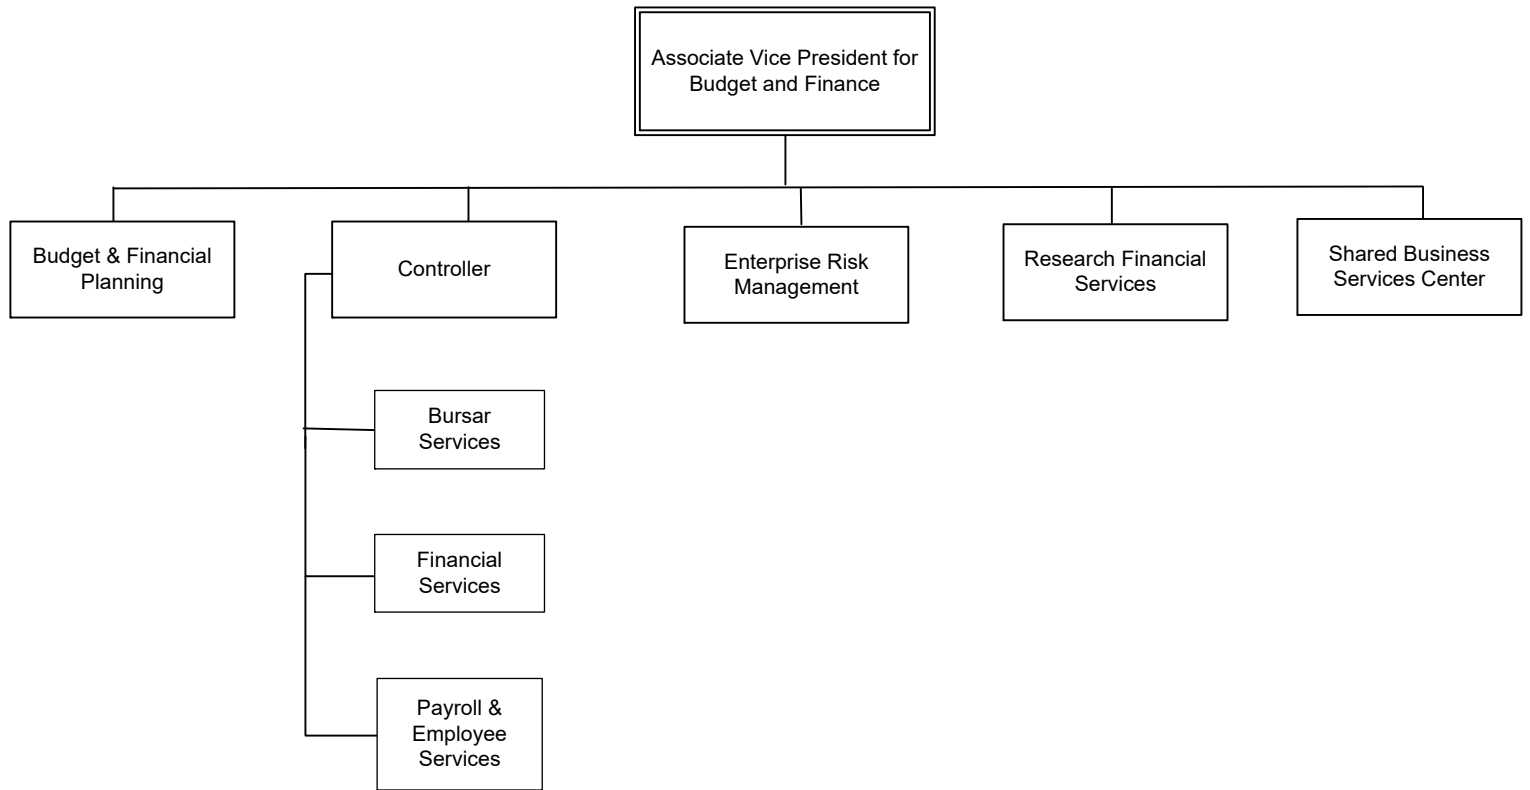 Associate Vice President for
Budget and Finance
Budget & Financial
Planning
Controller
Enterprise Risk
Management
Research Financial
Services
Shared Business
Services Center
Bursar
Services
Financial
Services
Payroll &
Employee
Services